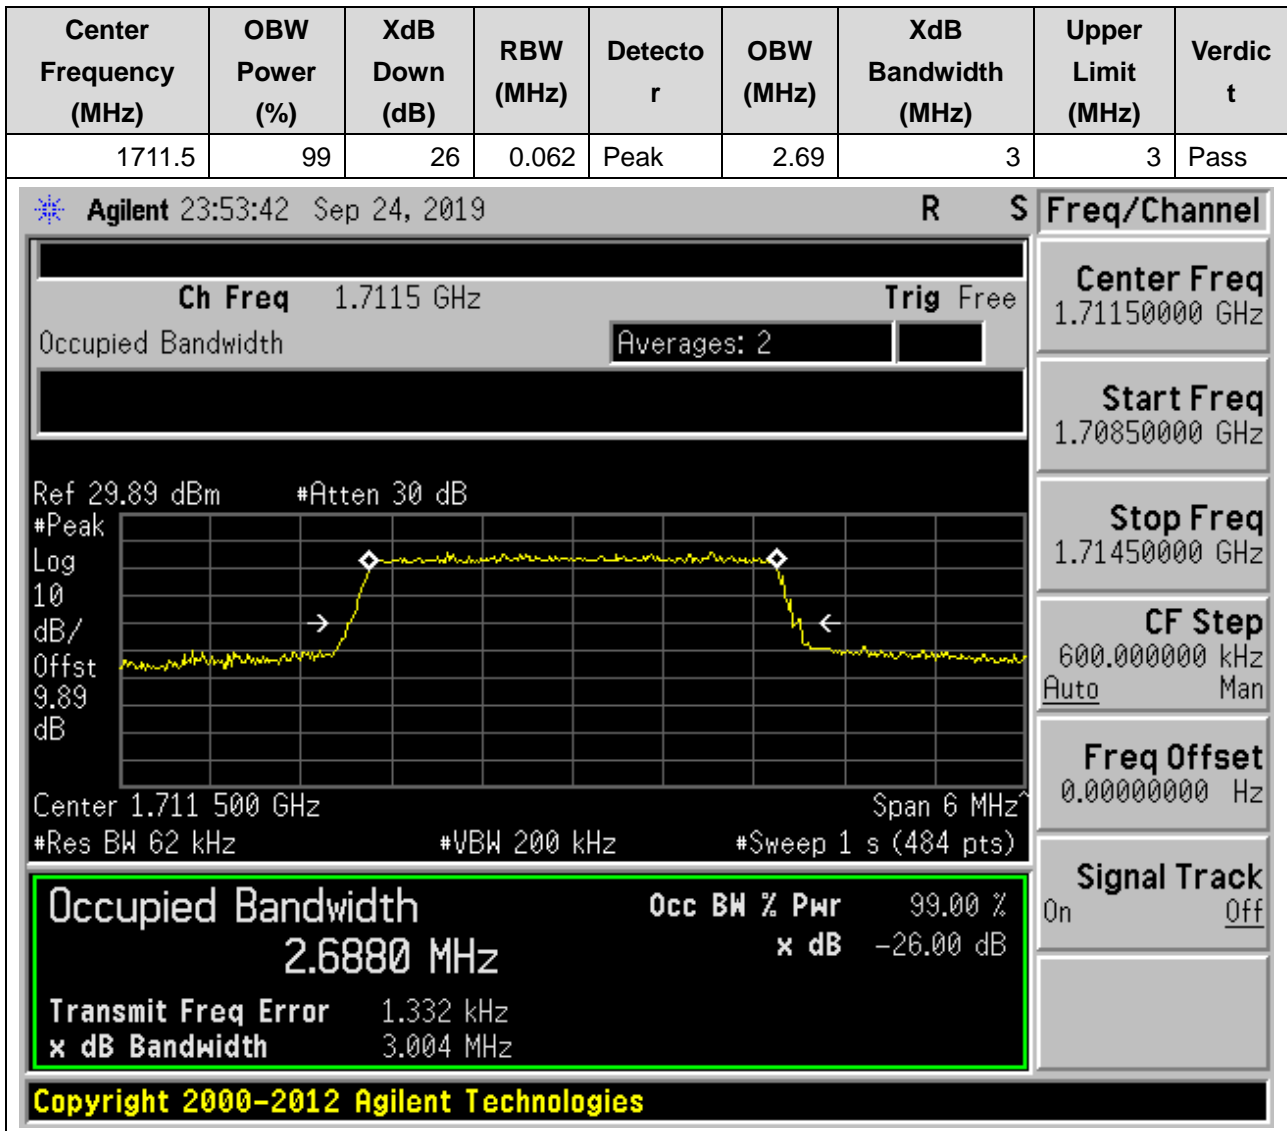 Center Frequency (MHz) OBW Power (%) XdB Down (dB) RBW (MHz) Detecto r OBW (MHz) XdB Bandwidth (MHz) Upper Limit (MHz) Verdic t
1711.5 99 26 0.062 Peak 2.69 3 3 Pass
Agilent 23:53:42 Sep 24, 2019 R S
Ch Freq 1.7115 GHz Trig Free
Occupied Bandwidth Averages: 2
Ref 29.89 dBm #Atten 30 dB
#Peak
Log
10
dB/
Offst
9.89
dB
Center 1.711 500 GHz Span 6 MHz^
#Res BW 62 kHz #VBW 200 kHz #Sweep 1 s (484 pts)
Occupied Bandwidth Occ BW % Pwr 99.00 %
2.6880 MHz x dB -26.00 dB
Transmit Freq Error 1.332 kHz
x dB Bandwidth 3.004 MHz
Copyright 2000-2012 Agilent Technologies
Freq/Channel
Center Freq
1.71150000 GHz
Start Freq
1.70850000 GHz
Stop Freq
1.71450000 GHz
CF Step
600.000000 kHz
Auto Man
Freq Offset
0.00000000 Hz
Signal Track
On Off